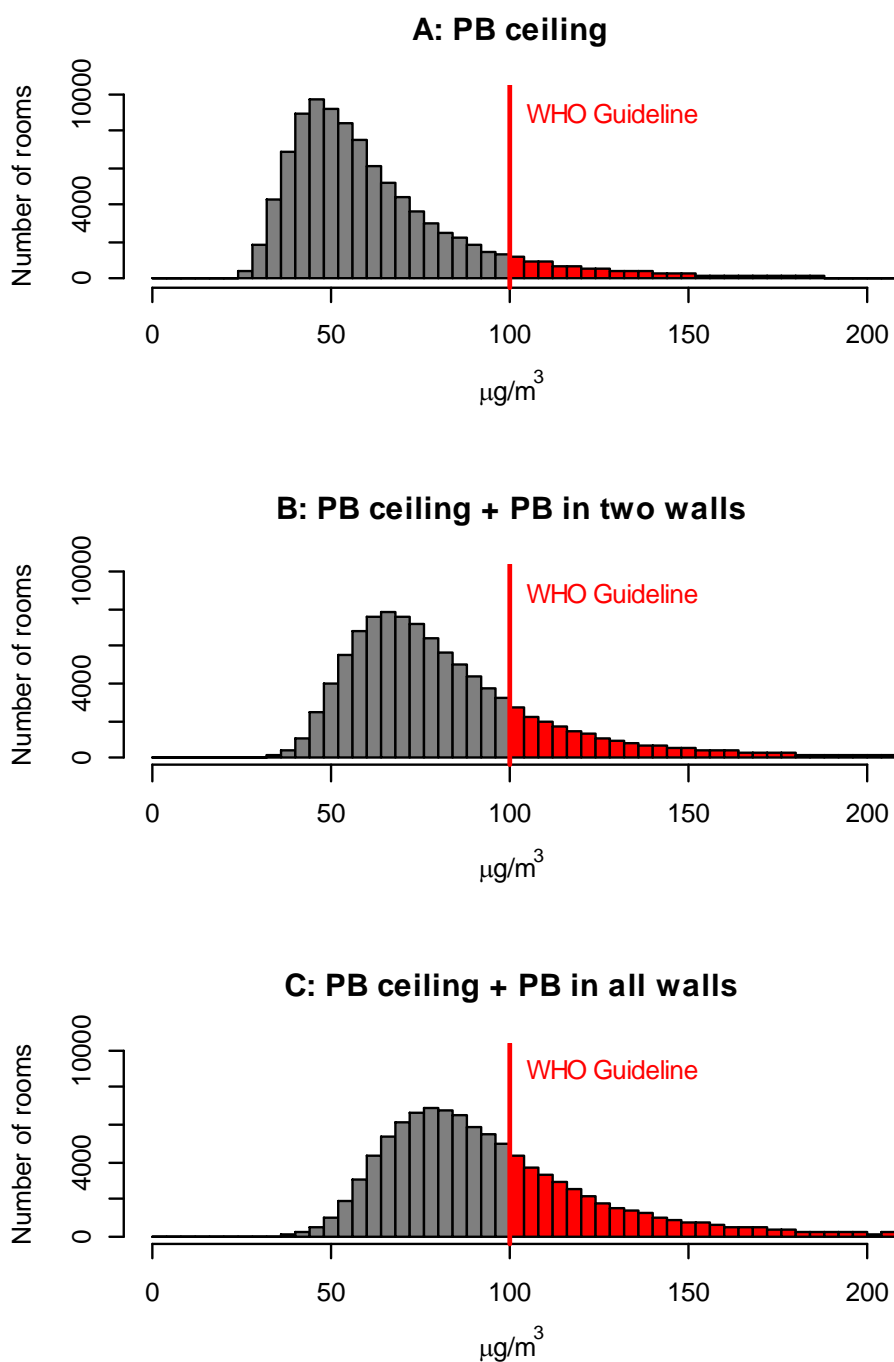 A: PB ceiling
10000
4000
0
Number of rooms
WHO Guideline
0 50 100 150 200
μg/m³
B: PB ceiling + PB in two walls
10000
4000
0
Number of rooms
WHO Guideline
0 50 100 150 200
μg/m³
C: PB ceiling + PB in all walls
10000
4000
0
Number of rooms
WHO Guideline
0 50 100 150 200
μg/m³